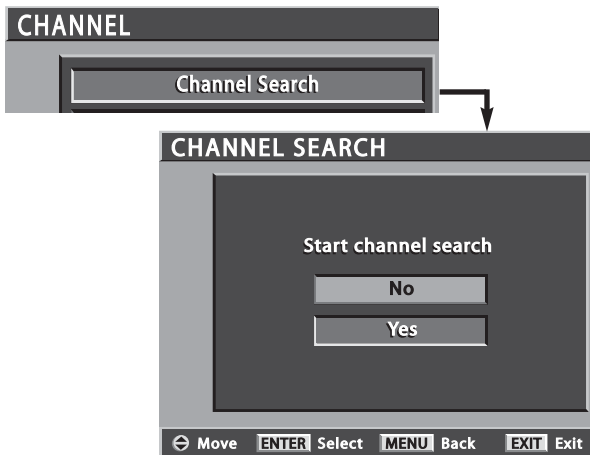 CHANNEL
Channel Search
CHANNEL SEARCH
Start channel search
No
Yes
Move ENTER Select MENU Back EXIT Exit